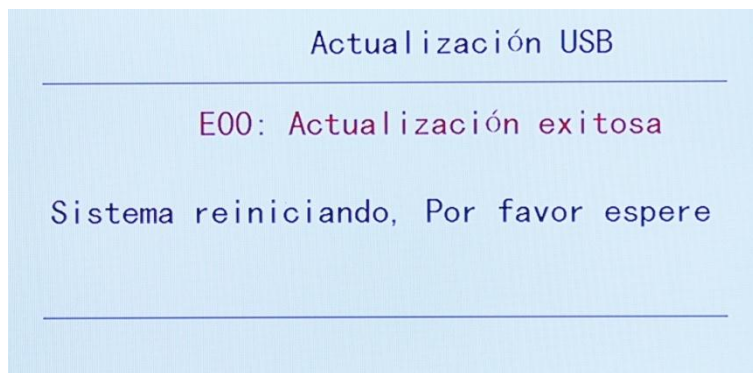 Actualización USB
E00: Actualización exitosa
Sistema reiniciando, Por favor espere